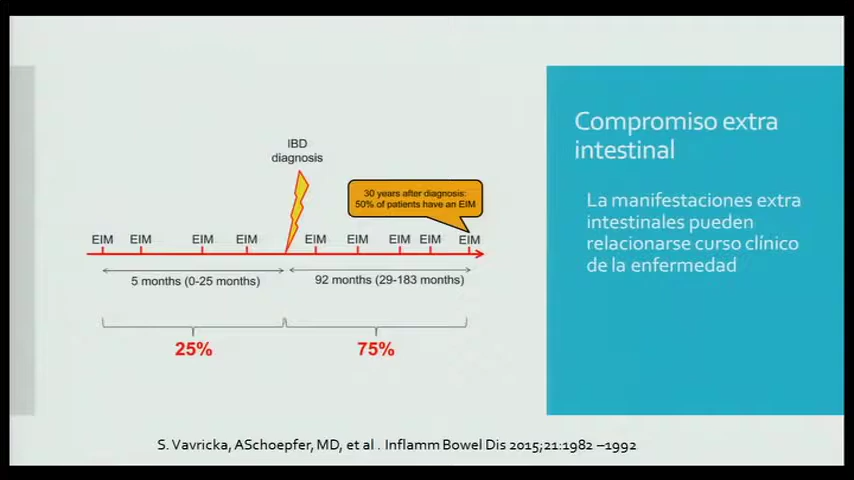 IBD
diagnosis
30 years after diagnosis:
50% of patients have an EIM
EIM EIM EIM EIM EIM EIM EIM EIM EIM
5 months (0-25 months) 92 months (29-183 months)
25% 75%
Compromiso extra
intestinal
La manifestaciones extra
intestinales pueden
relacionarse curso clínico
de la enfermedad
S. Vavricka, ASchoepfer, MD, et al . Inflamm Bowel Dis 2015;21:1982 –1992